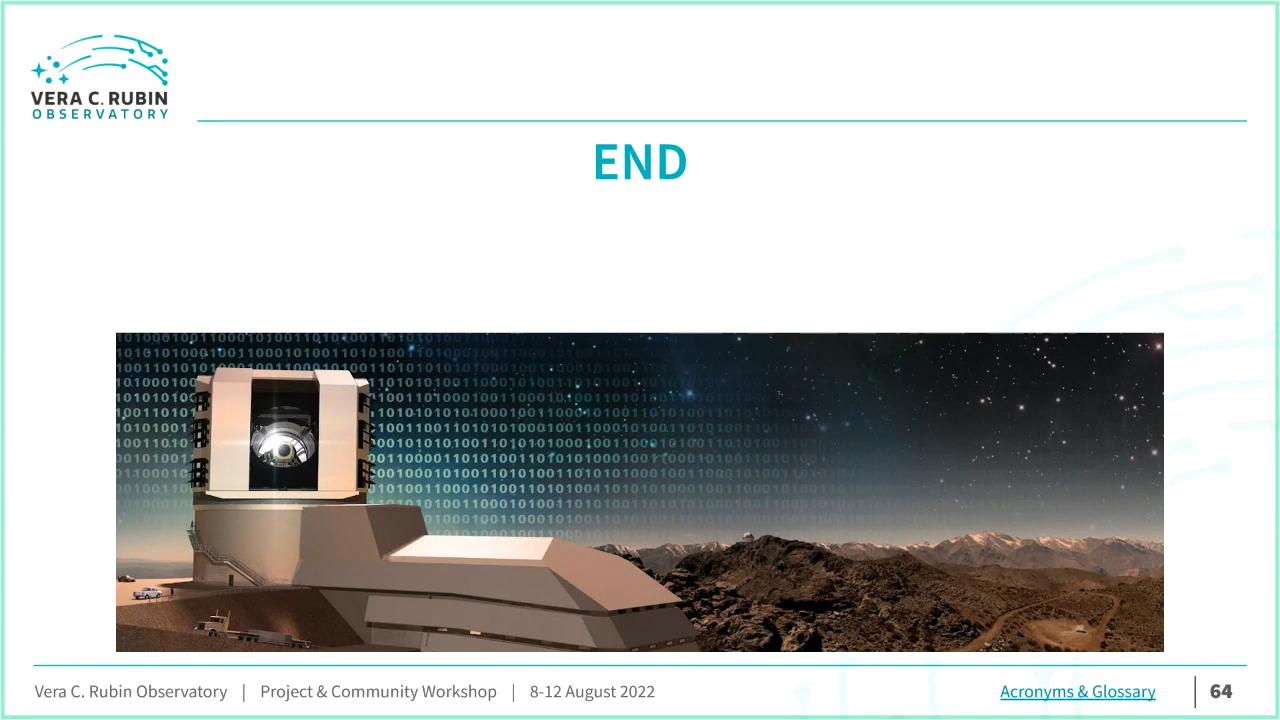 VERA C. RUBIN
OBSERVATORY
END
Vera C. Rubin Observatory | Project & Community Workshop | 8-12 August 2022
Acronyms & Glossary
64